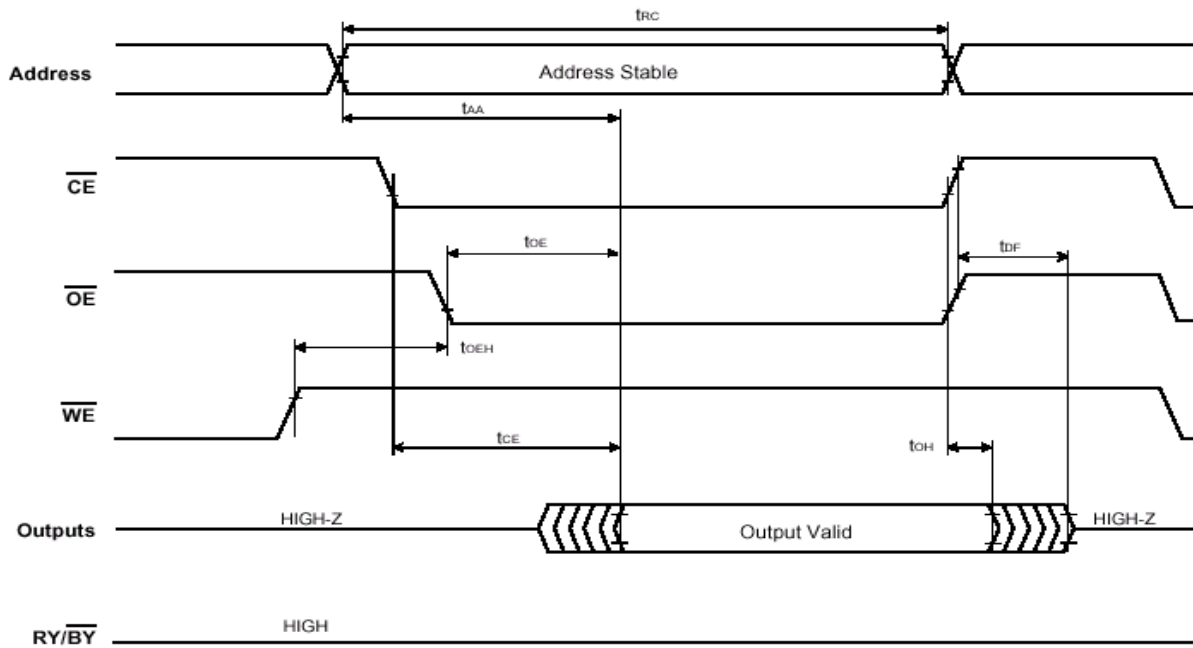 tRC
Address
Address Stable
tAA
CE
tOE
tDF
OE
tOEH
WE
tCE
tOH
Outputs
HIGH-Z
Output Valid
HIGH-Z
RY/BY
HIGH